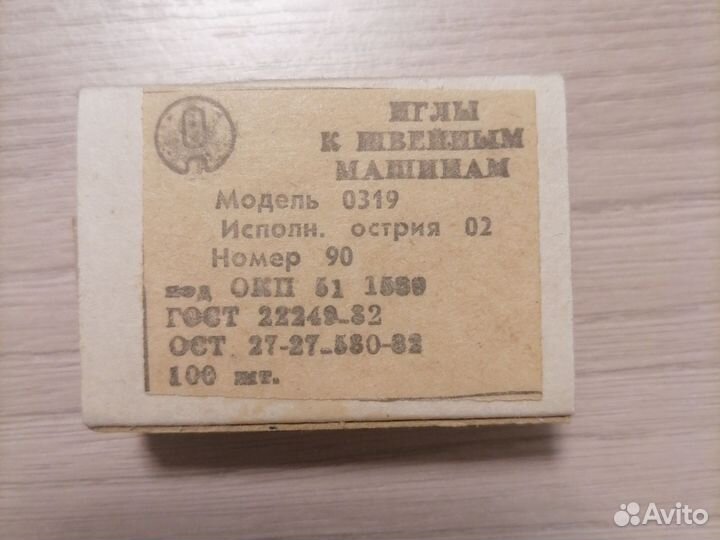 ИГЛЫ
К ШВЕЙНЫМ
МАШИНАМ
Модель 0319
Исполн. острия 02
Номер 90
код ОКП 51 1589
ГОСТ 22249-82
ОСТ 27-27-580-82
100 шт.
Avito